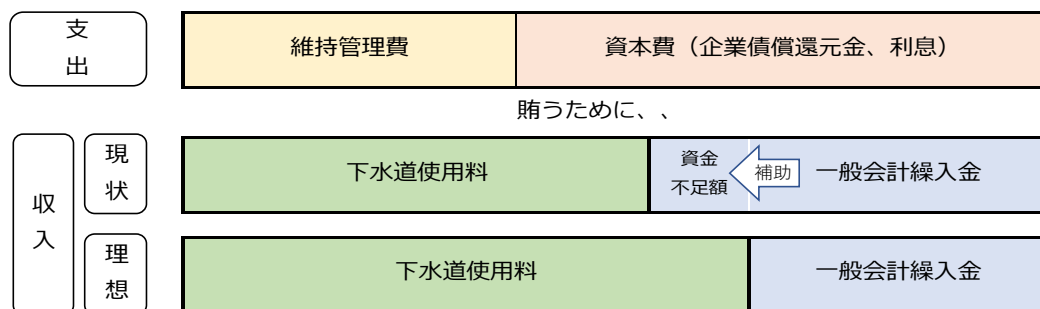 支
出
維持管理費
資本費（企業債償還元金、利息）
賄うために、、
収
入
現
状
下水道使用料
資金
不足額
補助
一般会計繰入金
理
想
下水道使用料
一般会計繰入金